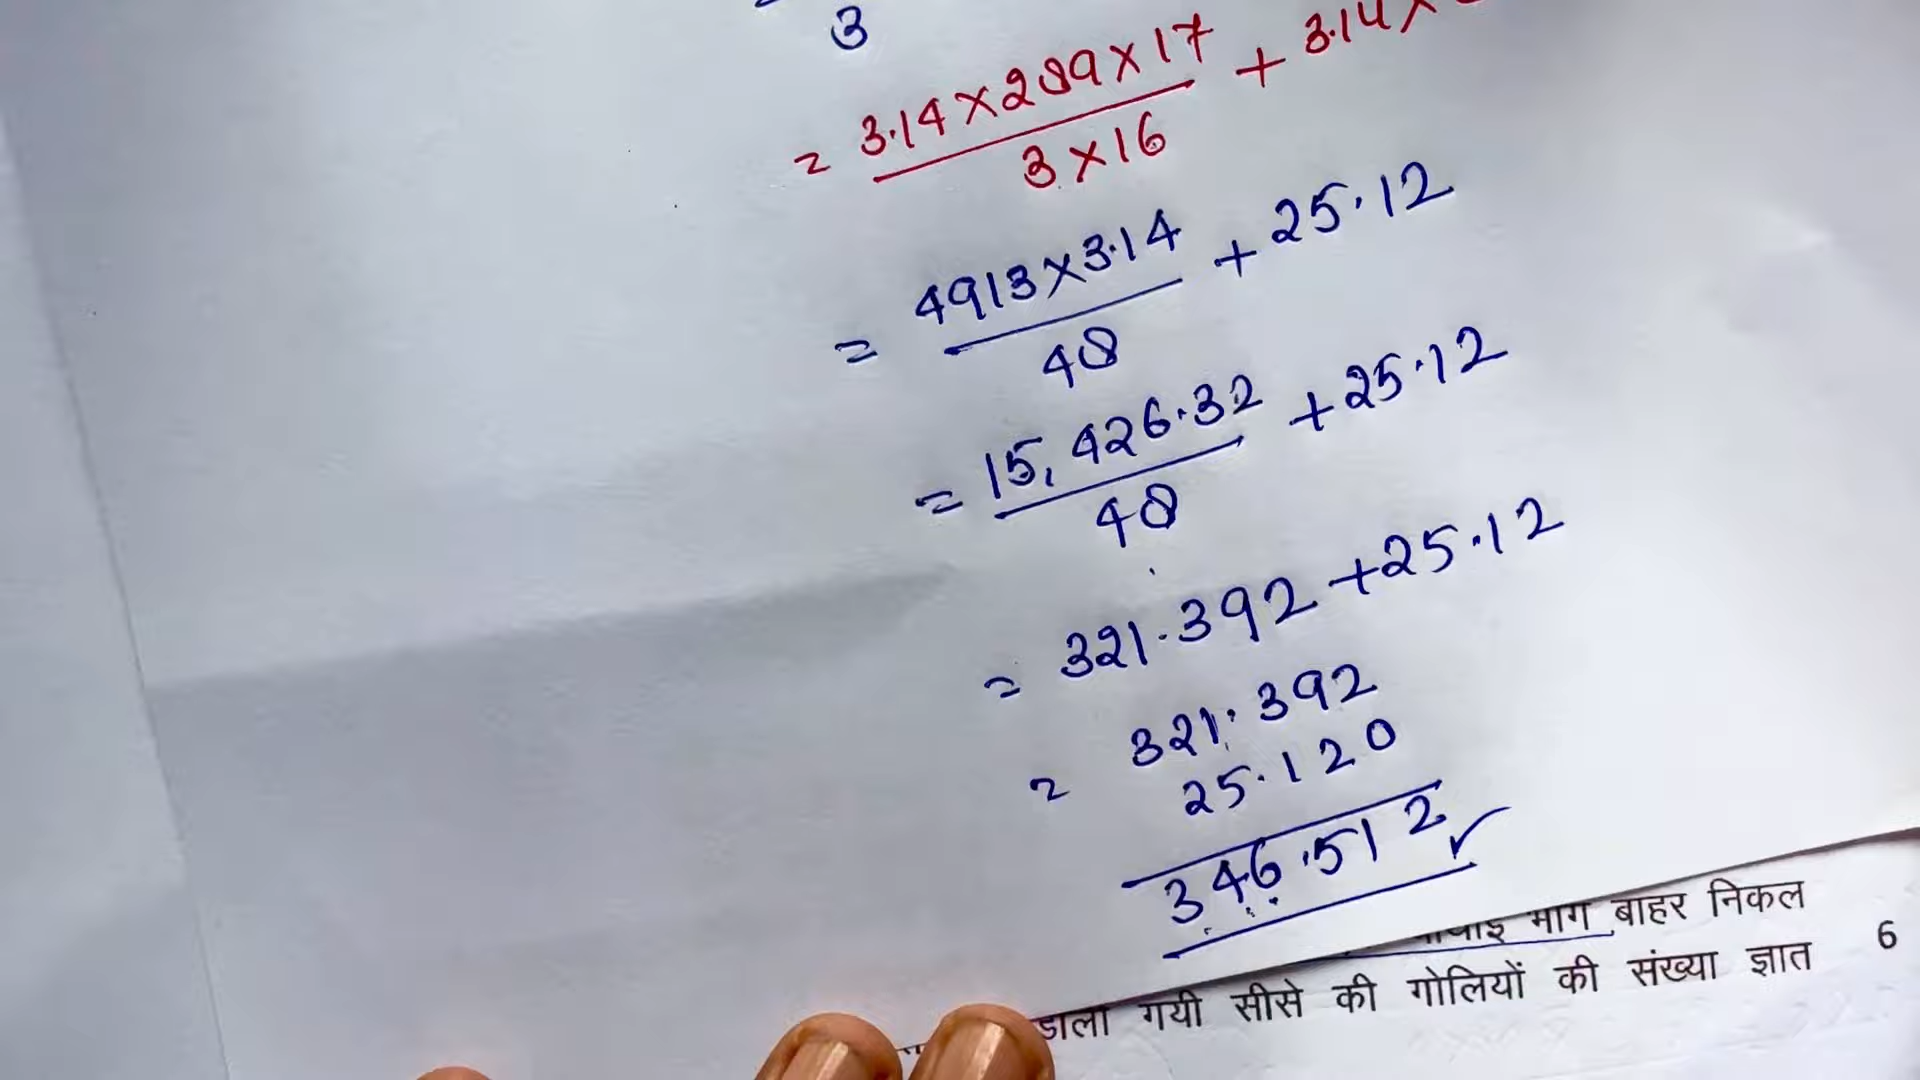 3
= 3.14×289×17 + 3.14×
3×16
= 4913×3.14 + 25.12
48
= 15,426.32 + 25.12
48
= 321.392 + 25.12
= 321.392
25.120
346.512 ✓
भाग बाहर निकल
डाली गयी सीसे की गोलियों की संख्या ज्ञात 6